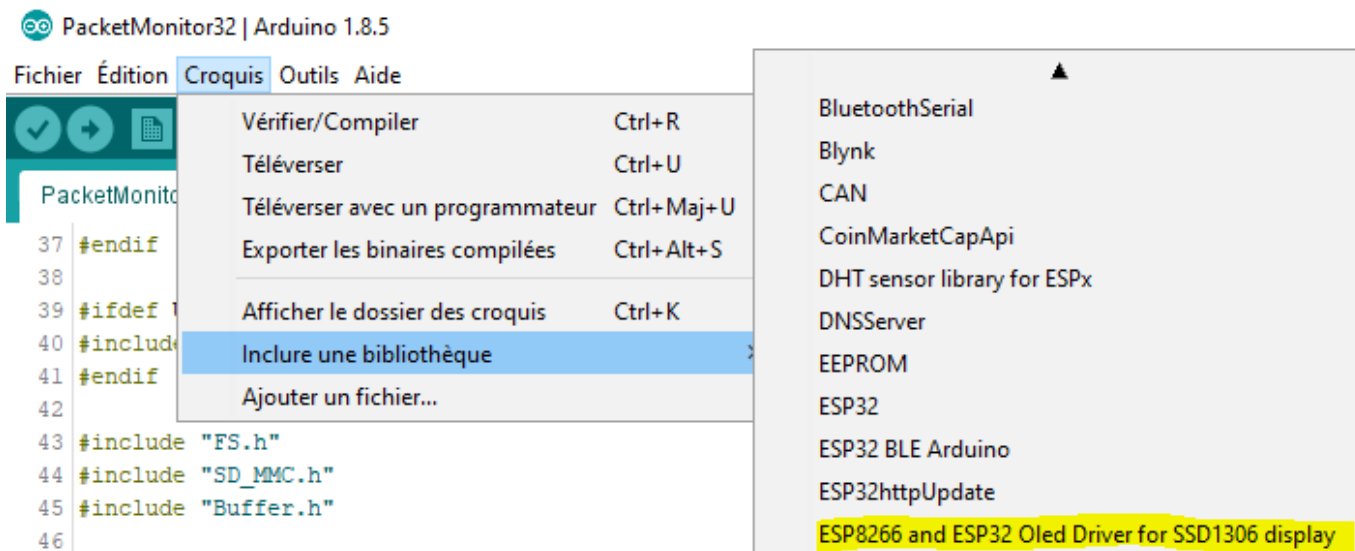 PacketMonitor32 | Arduino 1.8.5
Fichier Édition Croquis Outils Aide
Vérifier/Compiler Ctrl+R
Téléverser Ctrl+U
Téléverser avec un programmateur Ctrl+Maj+U
Exporter les binaires compilées Ctrl+Alt+S
Afficher le dossier des croquis Ctrl+K
Inclure une bibliothèque
Ajouter un fichier...
PacketMonito
37 #endif
38
39 #ifdef
40 #include
41 #endif
42
43 #include "FS.h"
44 #include "SD_MMC.h"
45 #include "Buffer.h"
46
BluetoothSerial
Blynk
CAN
CoinMarketCapApi
DHT sensor library for ESPx
DNSServer
EEPROM
ESP32
ESP32 BLE Arduino
ESP32httpUpdate
ESP8266 and ESP32 Oled Driver for SSD1306 display